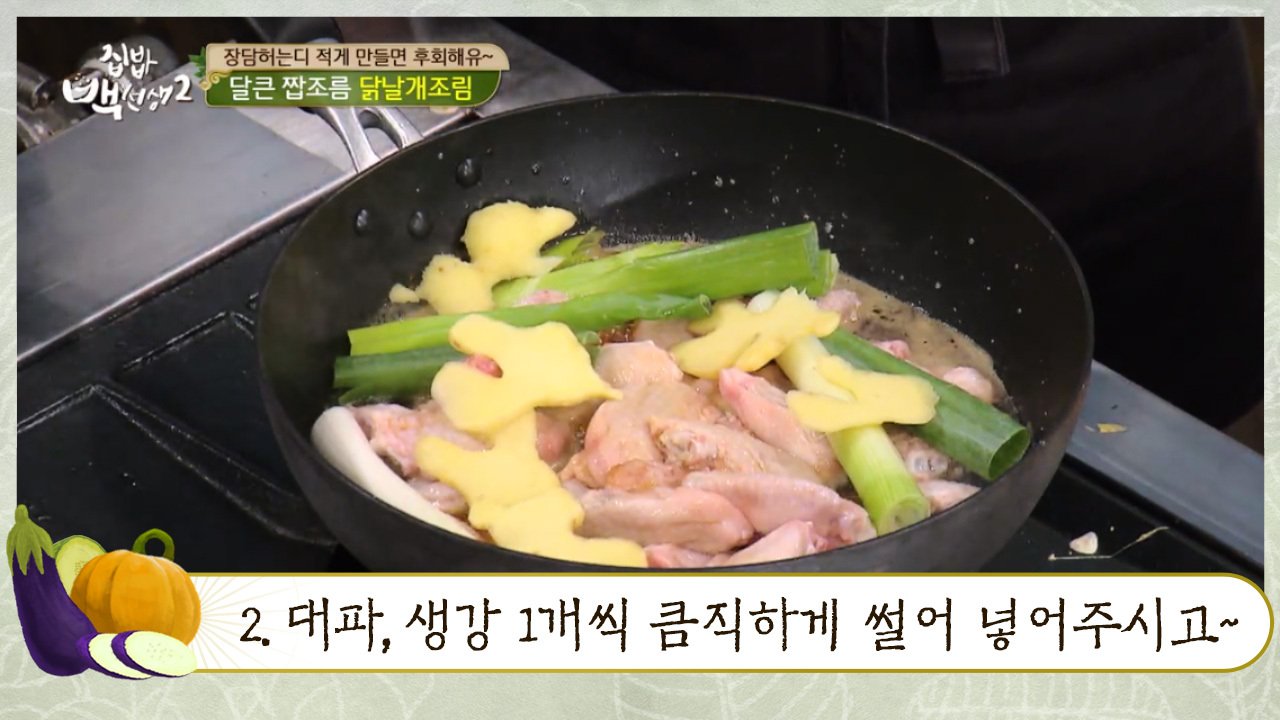 집밥
백선생2
장담허는디 적게 만들면 후회해유~
달큰 짭조름 닭날개조림
2. 대파, 생강 1개씩 큼직하게 썰어 넣어주시고~